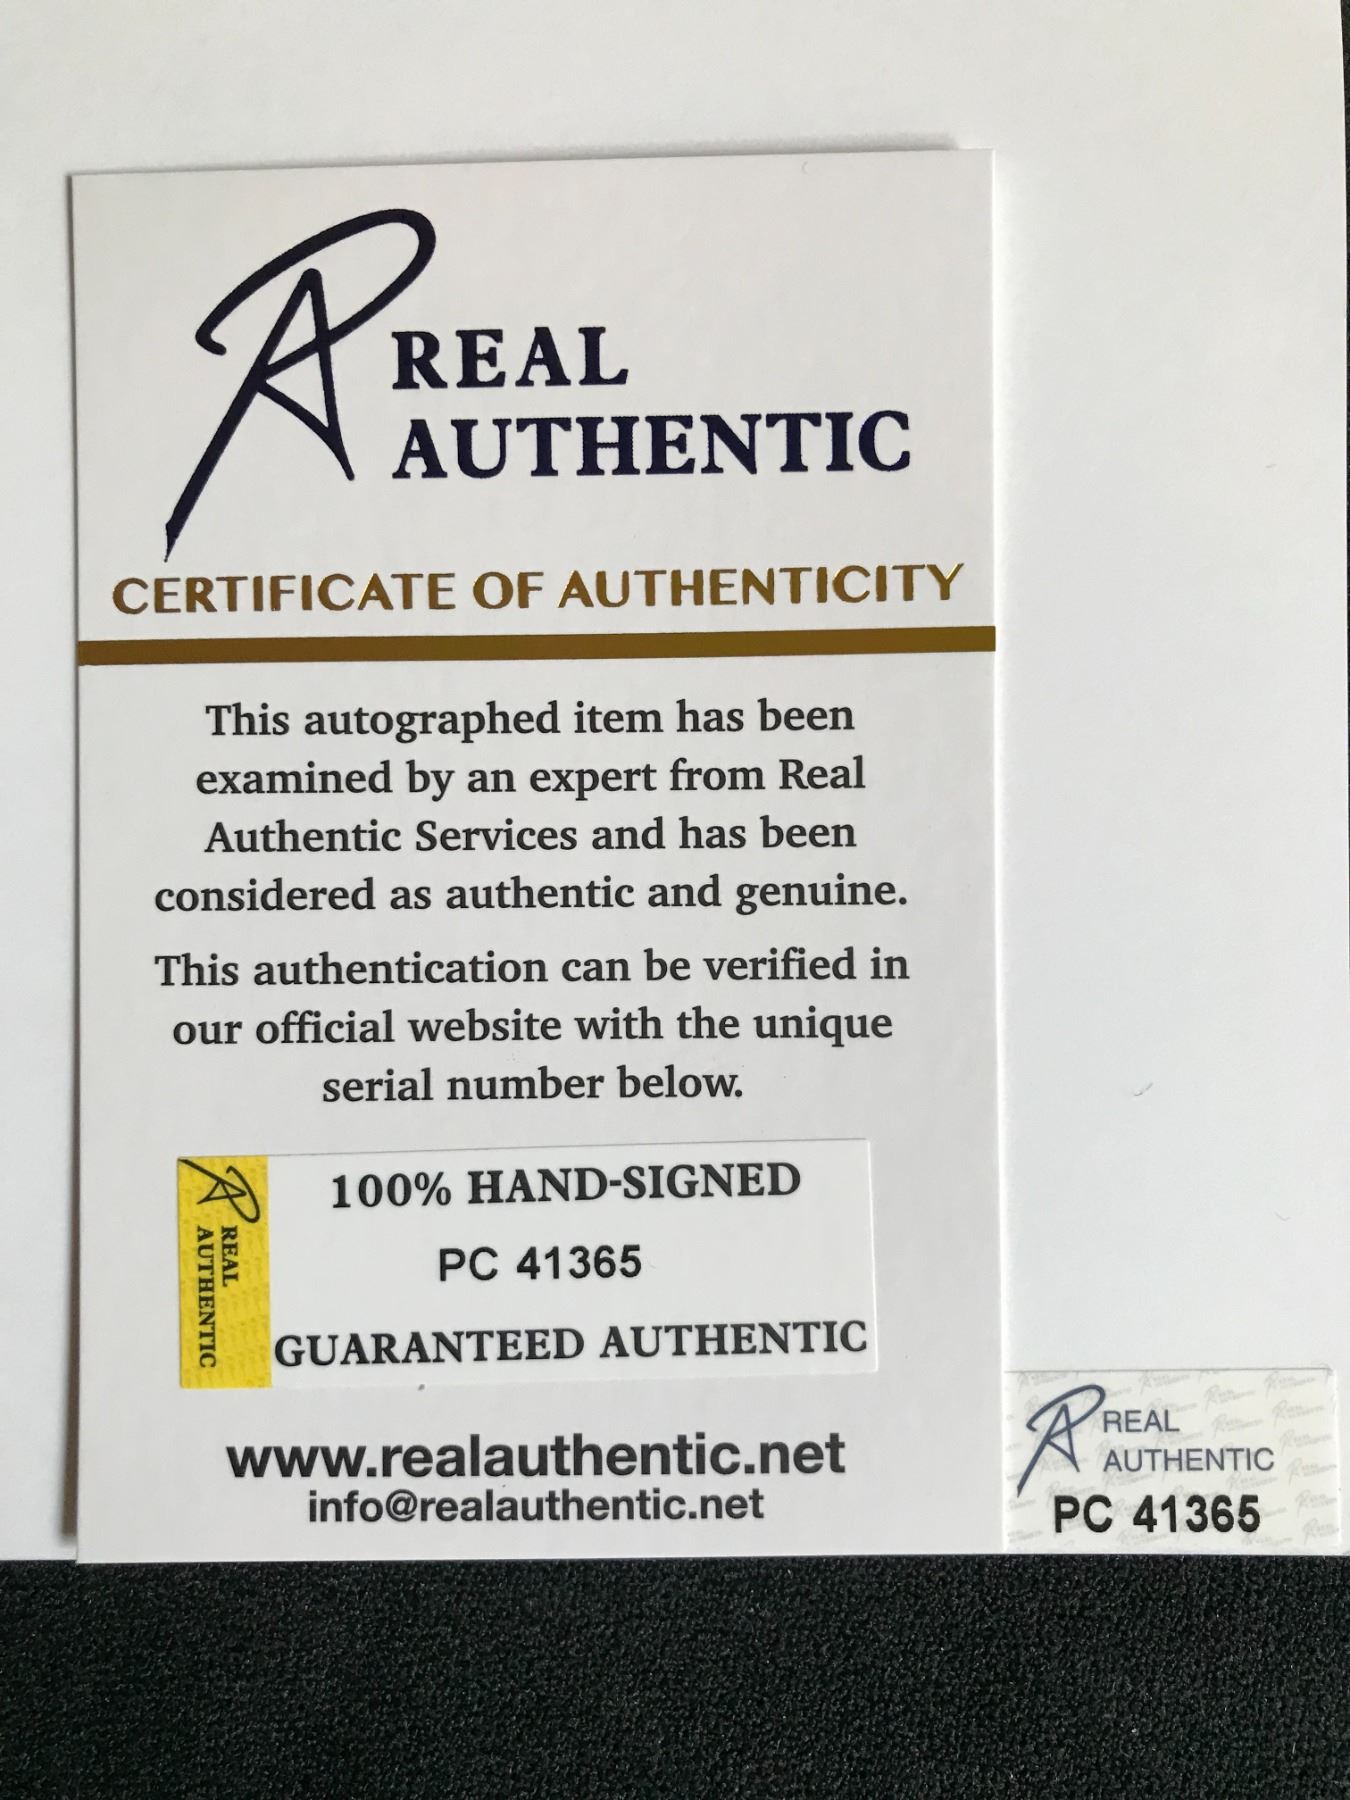 REAL
AUTHENTIC
CERTIFICATE OF AUTHENTICITY
This autographed item has been
examined by an expert from Real
Authentic Services and has been
considered as authentic and genuine.
This authentication can be verified in
our official website with the unique
serial number below.
REAL
AUTHENTIC
100% HAND-SIGNED
PC 41365
GUARANTEED AUTHENTIC
www.realauthentic.net
info@realauthentic.net
REAL
AUTHENTIC
PC 41365